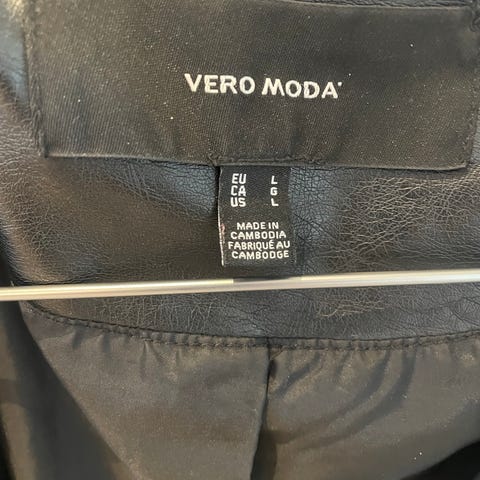 VERO MODA
EU L
CA G
US L
MADE IN
CAMBODIA
FABRIQUÉ AU
CAMBODGE